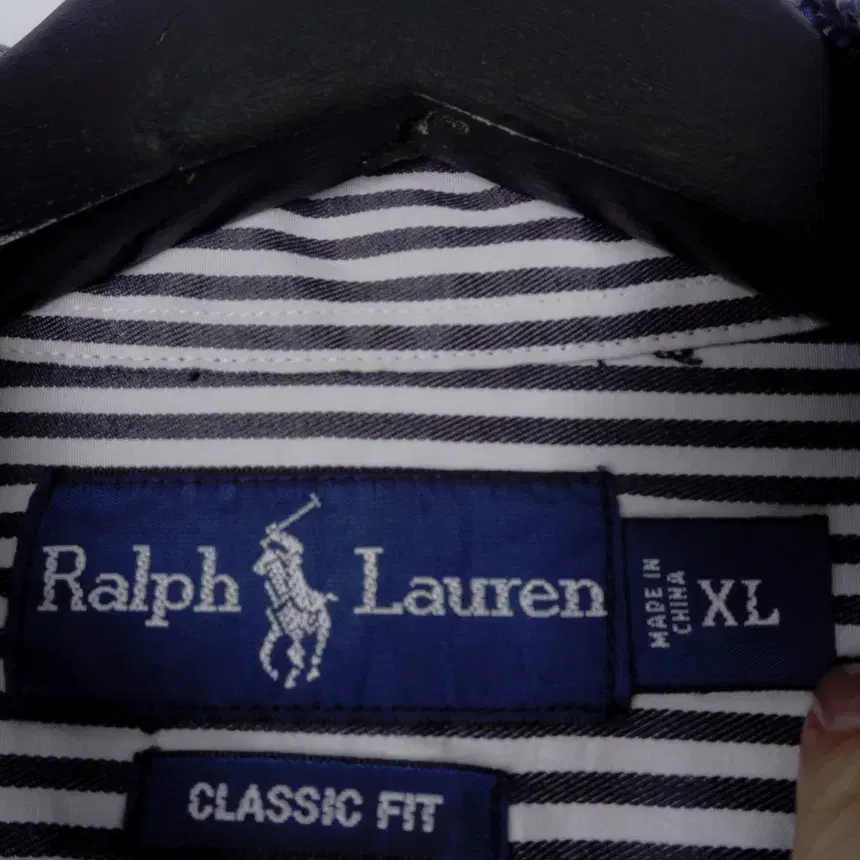 Ralph Lauren
MADE IN
CHINA
XL
CLASSIC FIT